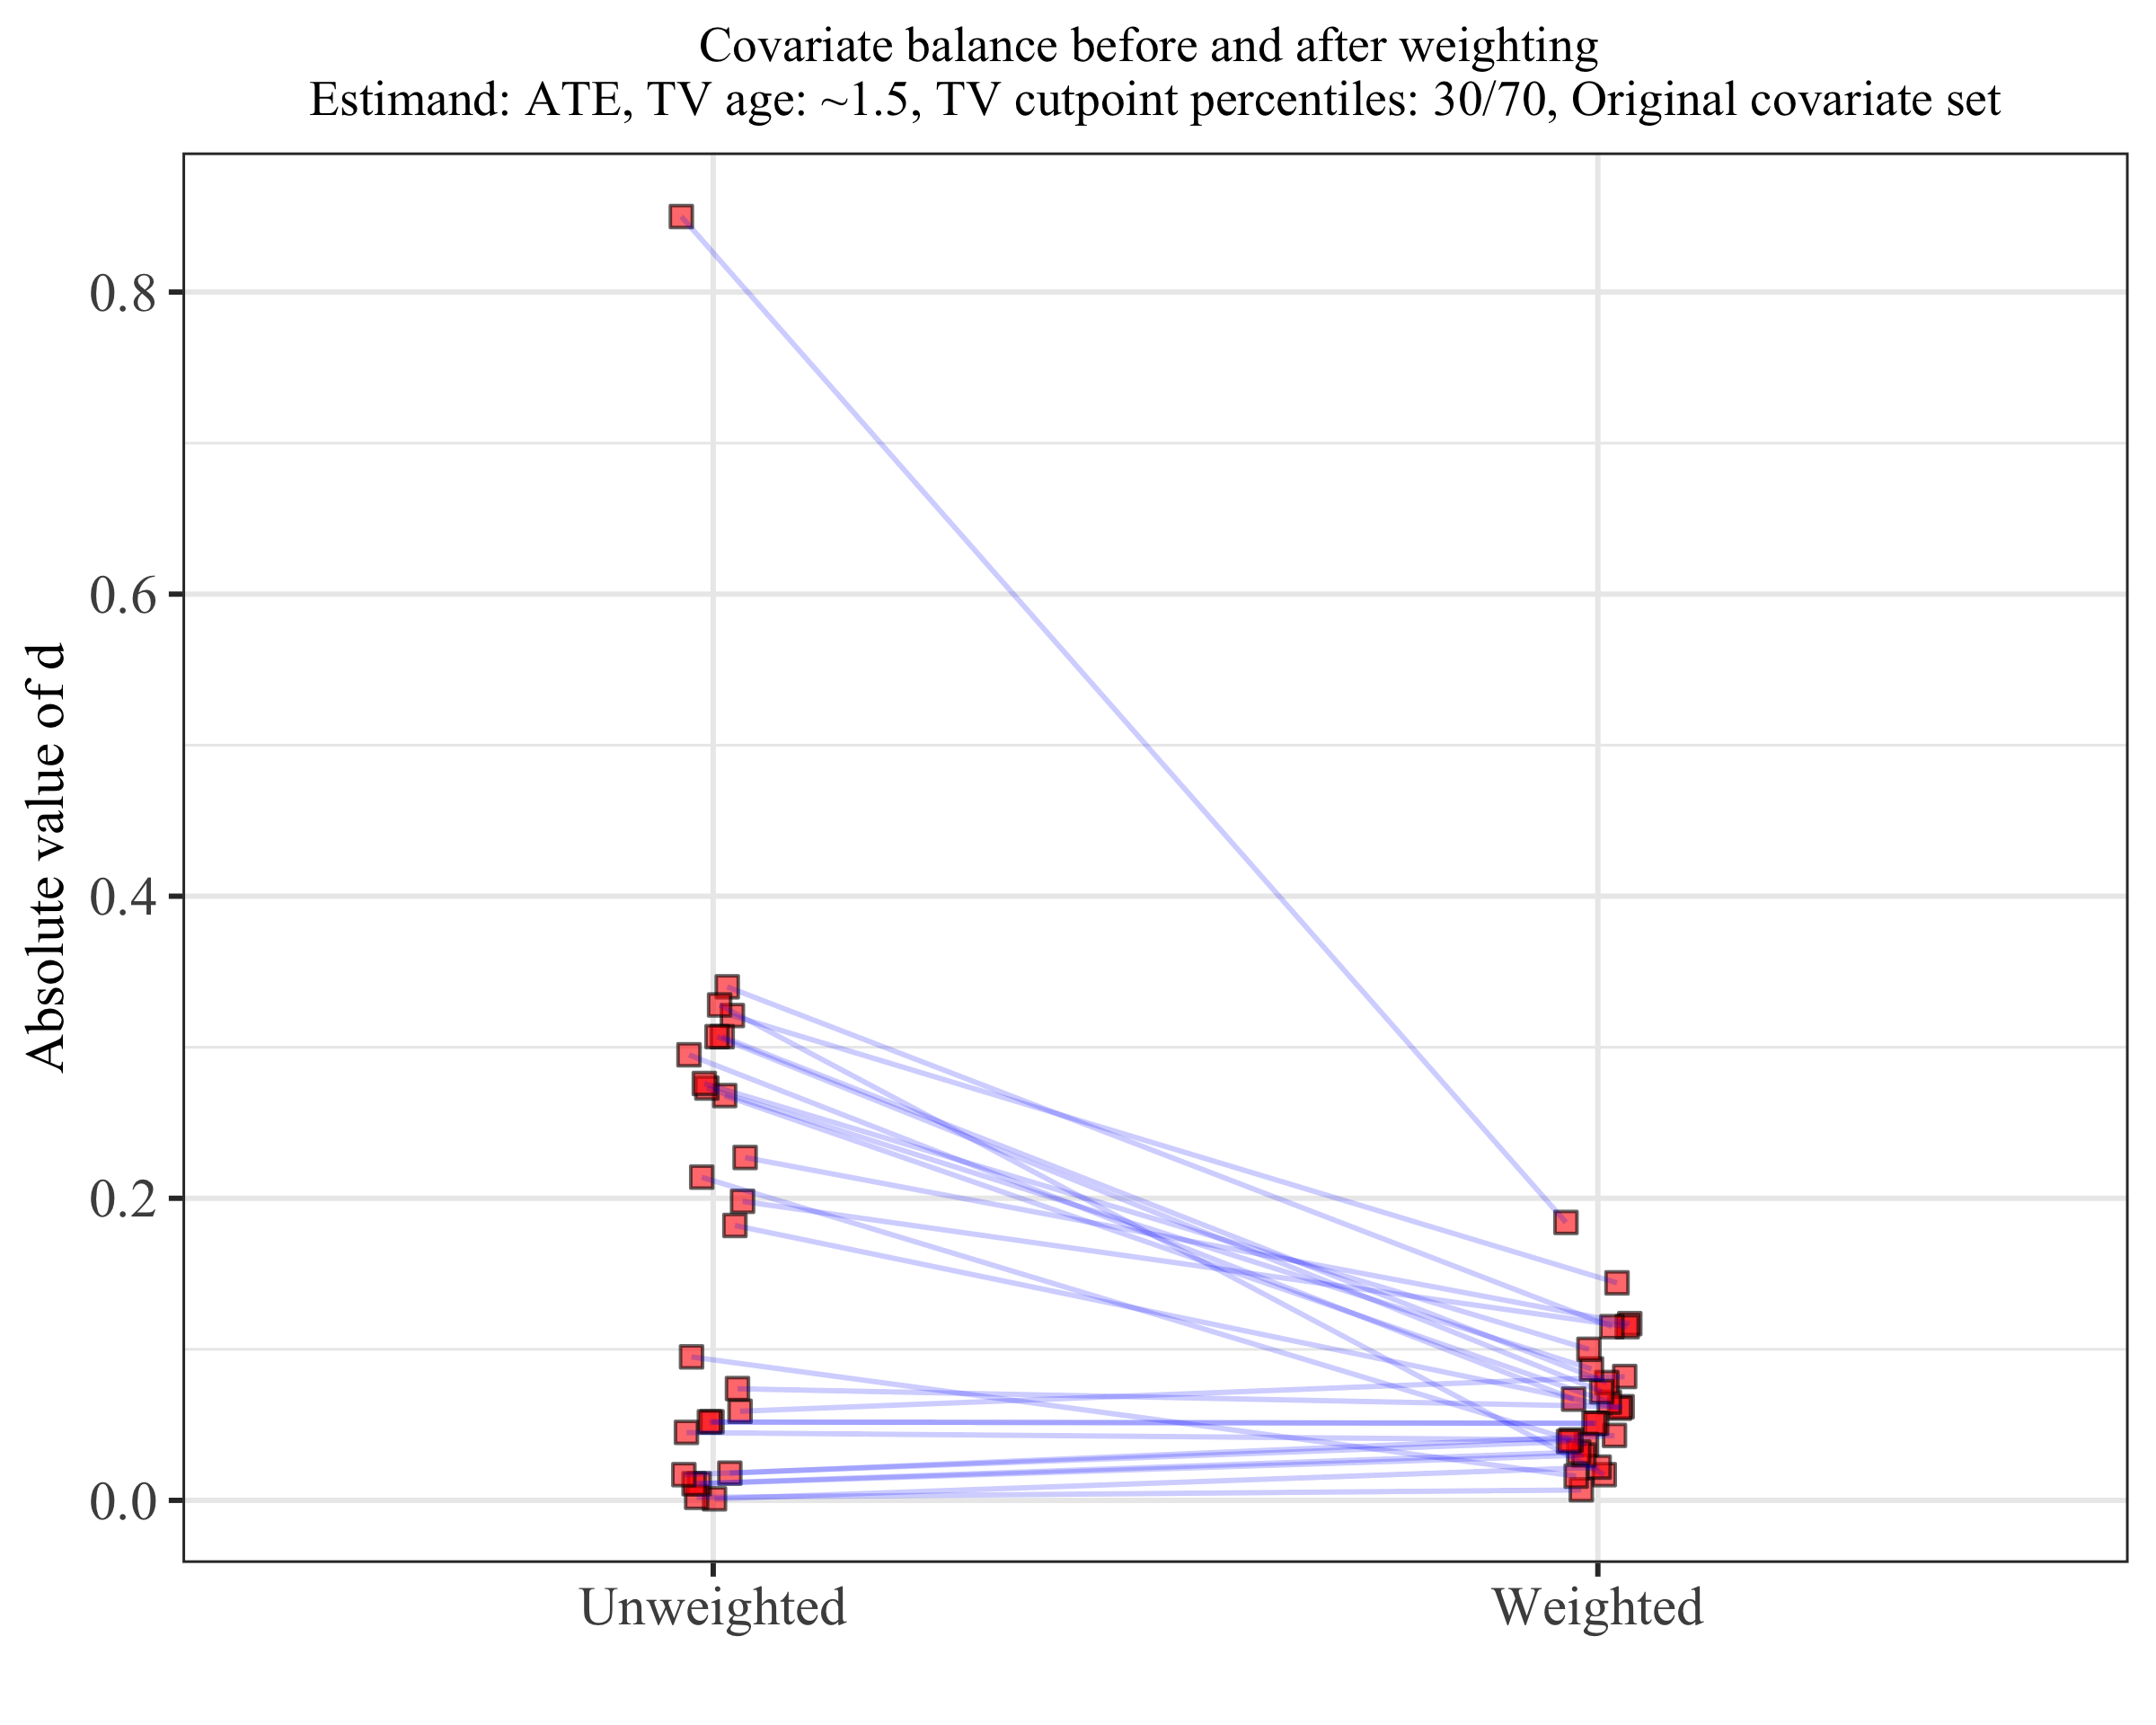 Covariate balance before and after weighting
Estimand: ATE, TV age: ~1.5, TV cutpoint percentiles: 30/70, Original covariate set
Absolute value of d
0.8
0.6
0.4
0.2
0.0
Unweighted
Weighted